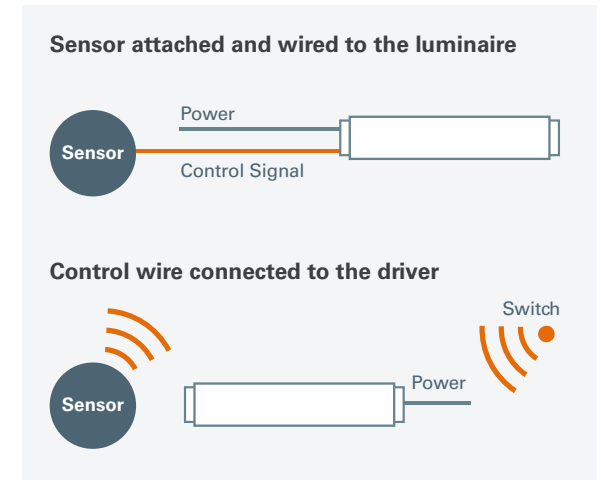 Sensor attached and wired to the luminaire
Power
Sensor
Control Signal
Control wire connected to the driver
Switch
Power
Sensor